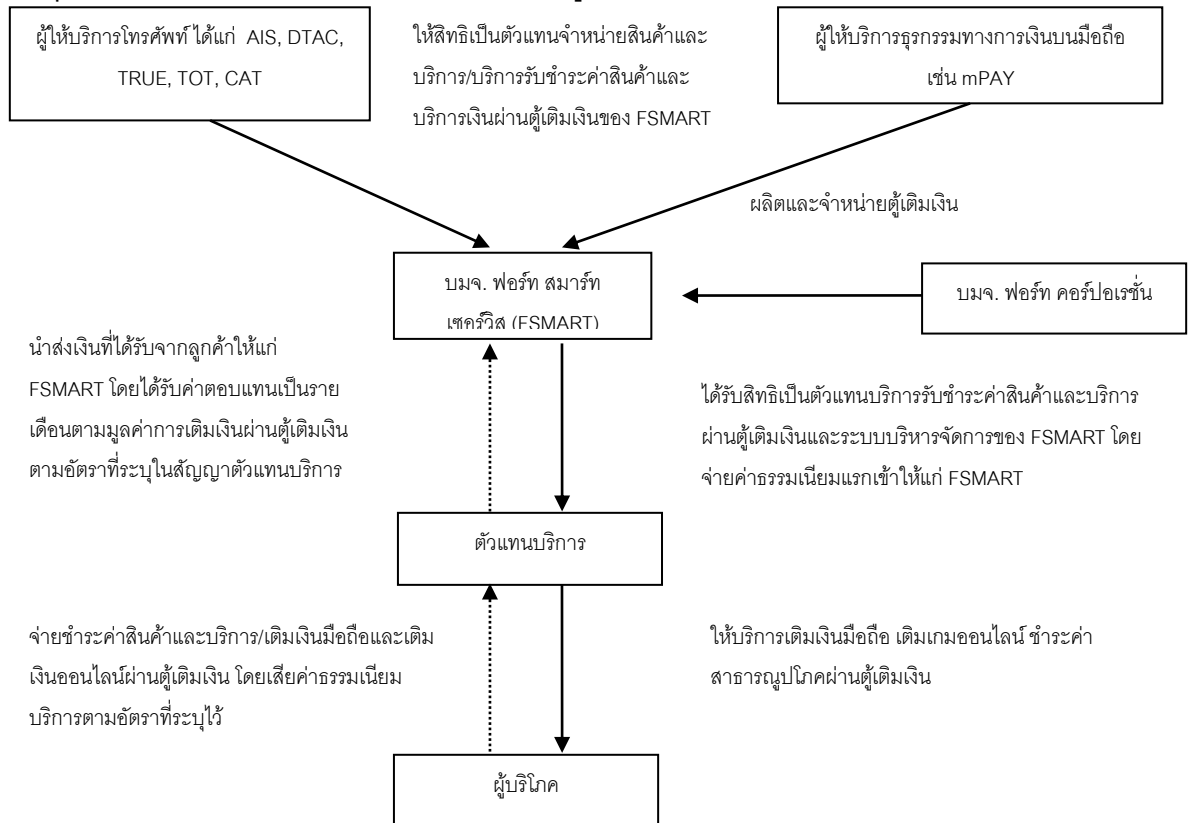 ผู้ให้บริการโทรศัพท์ ได้แก่ AIS, DTAC,
TRUE, TOT, CAT
ให้สิทธิเป็นตัวแทนจำหน่ายสินค้าและ
บริการ/บริการรับชำระค่าสินค้าและ
บริการเงินผ่านตู้เติมเงินของ FSMART
ผู้ให้บริการธุรกรรมทางการเงินบนมือถือ
เช่น mPAY
ผลิตและจำหน่ายตู้เติมเงิน
บมจ. ฟอร์ท สมาร์ท
เซอร์วิส (FSMART)
บมจ. ฟอร์ท คอร์ปอเรชั่น
นำส่งเงินที่ได้รับจากลูกค้าให้แก่
FSMART โดยได้รับค่าตอบแทนเป็นราย
เดือนตามมูลค่าการเติมเงินผ่านตู้เติมเงิน
ตามอัตราที่ระบุในสัญญาตัวแทนบริการ
ได้รับสิทธิเป็นตัวแทนบริการรับชำระค่าสินค้าและบริการ
ผ่านตู้เติมเงินและระบบบริหารจัดการของ FSMART โดย
จ่ายค่าธรรมเนียมแรกเข้าให้แก่ FSMART
ตัวแทนบริการ
จ่ายชำระค่าสินค้าและบริการ/เติมเงินมือถือและเติม
เงินออนไลน์ผ่านตู้เติมเงิน โดยเสียค่าธรรมเนียม
บริการตามอัตราที่ระบุไว้
ให้บริการเติมเงินมือถือ เติมเกมออนไลน์ ชำระค่า
สาธารณูปโภคผ่านตู้เติมเงิน
ผู้บริโภค